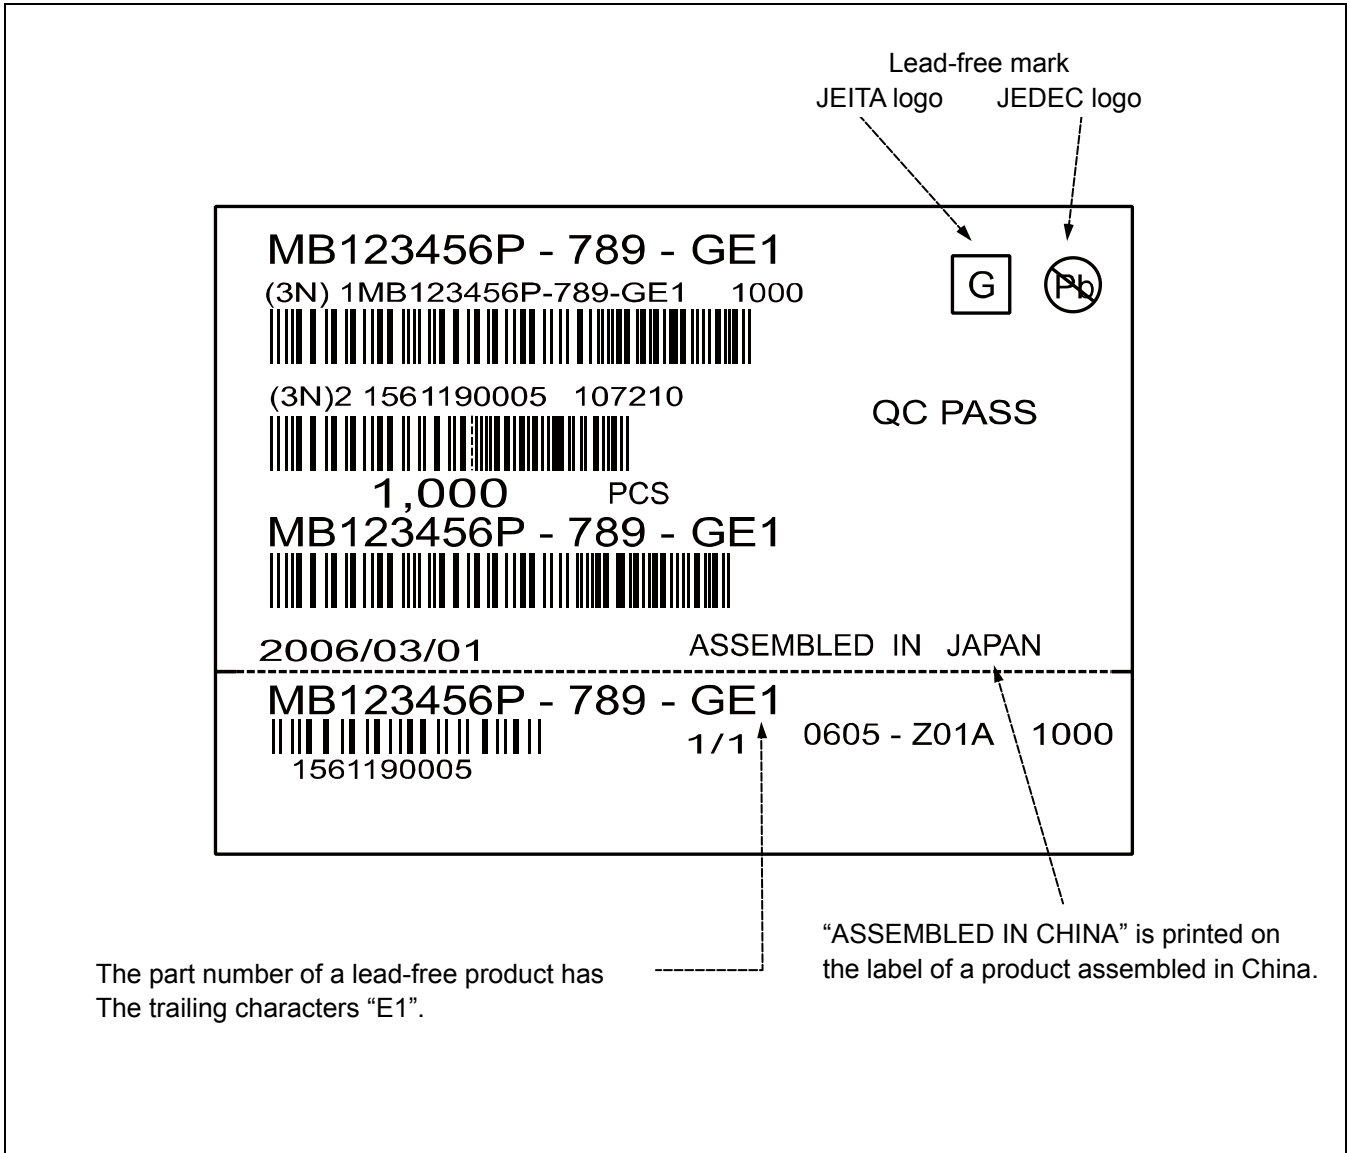 Lead-free mark
JEITA logo JEDEC logo
MB123456P - 789 - GE1
(3N) 1MB123456P-789-GE1 1000
G Pb
(3N)2 1561190005 107210
QC PASS
1,000 PCS
MB123456P - 789 - GE1
2006/03/01 ASSEMBLED IN JAPAN
MB123456P - 789 - GE1
1/1 0605 - Z01A 1000
1561190005
“ASSEMBLED IN CHINA” is printed on
the label of a product assembled in China.
The part number of a lead-free product has
The trailing characters “E1”.